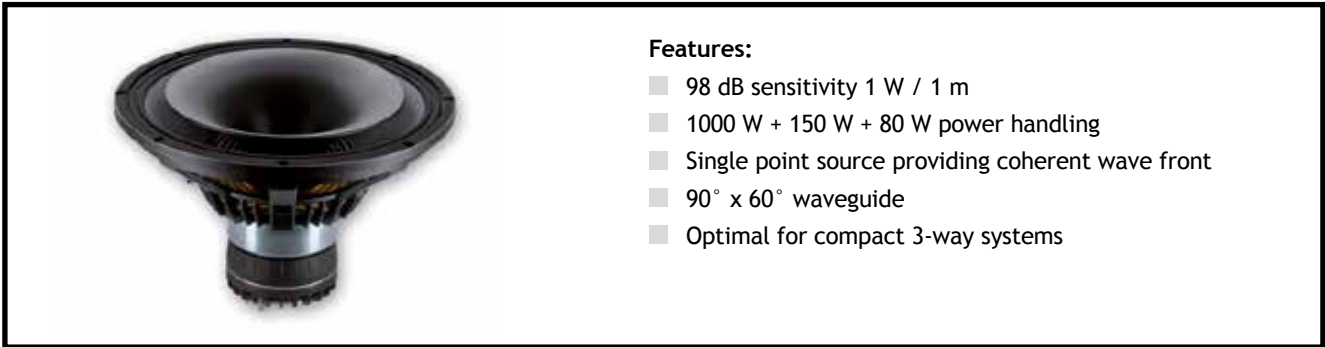 Features:
98 dB sensitivity 1 W / 1 m
1000 W + 150 W + 80 W power handling
Single point source providing coherent wave front
90° x 60° waveguide
Optimal for compact 3-way systems